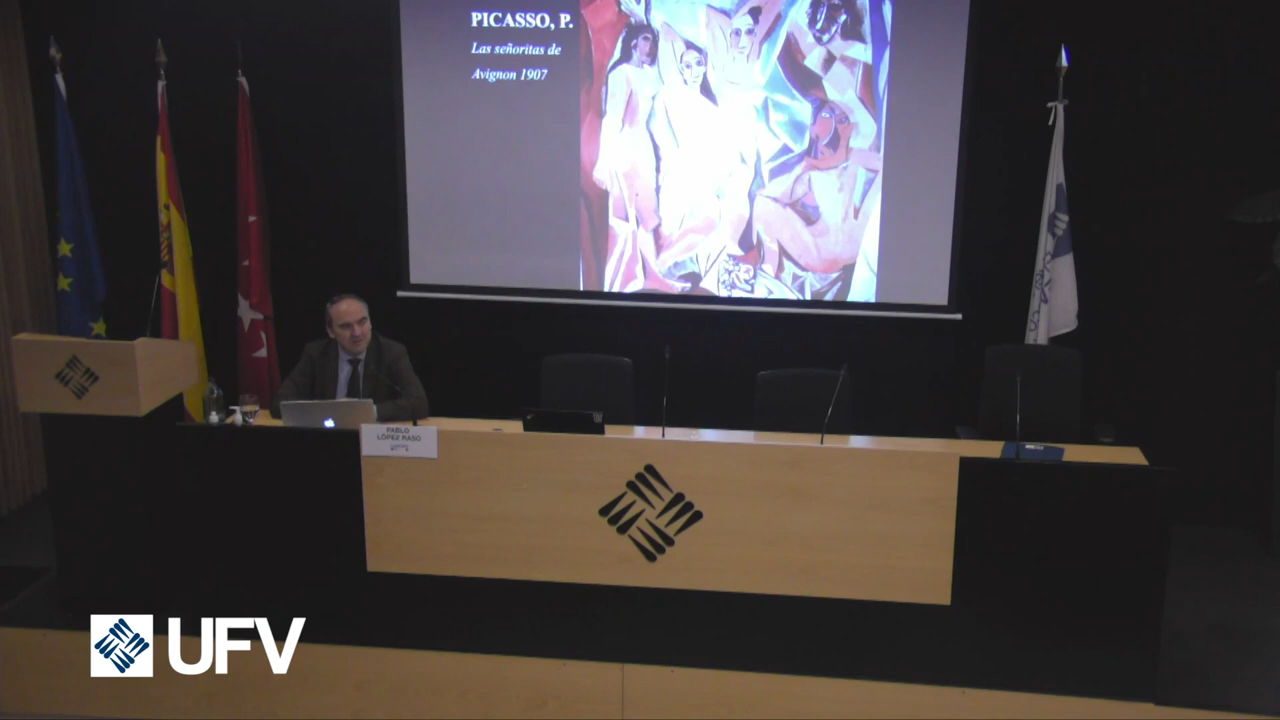 PICASSO, P.
Las señoritas de
Avignon 1907
PABLO
LÓPEZ RASO
UFV